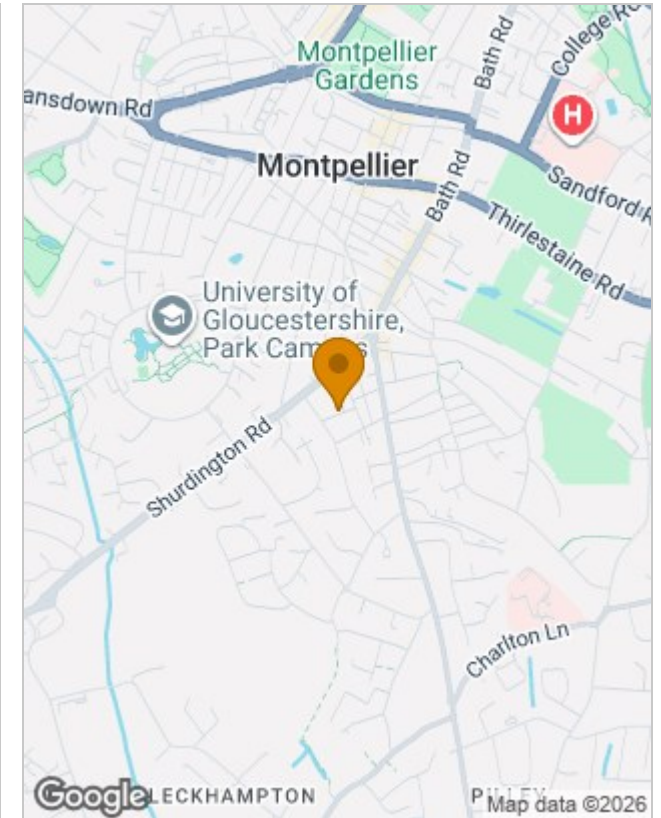 Montpellier
Gardens
Bath Rd
College Rd
ansdown Rd
H
Montpellier
Bath Rd
Sandford R
Thirlestaine Rd
University of
Gloucestershire,
Park Campus
Shurdington Rd
Charlton Ln
Google
LECKHAMPTON
PILLEY
Map data ©2026